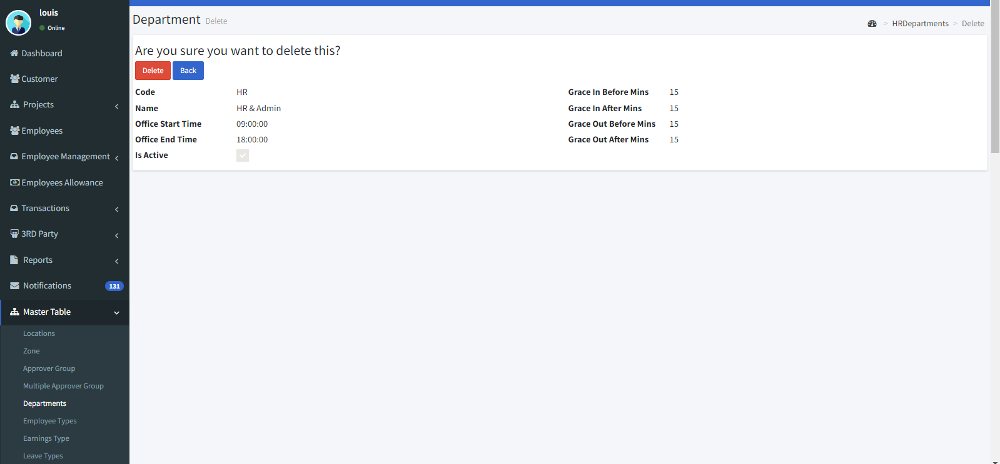 louis
Online
Dashboard
Customer
Projects
Employees
Employee Management
Employees Allowance
Transactions
3RD Party
Reports
Notifications 131
Master Table
Locations
Zone
Approver Group
Multiple Approver Group
Departments
Employee Types
Earnings Type
Leave Types
Department Delete
> HRDepartments > Delete
Are you sure you want to delete this?
Delete Back
Code HR
Name HR & Admin
Office Start Time 09:00:00
Office End Time 18:00:00
Is Active
Grace In Before Mins 15
Grace In After Mins 15
Grace Out Before Mins 15
Grace Out After Mins 15